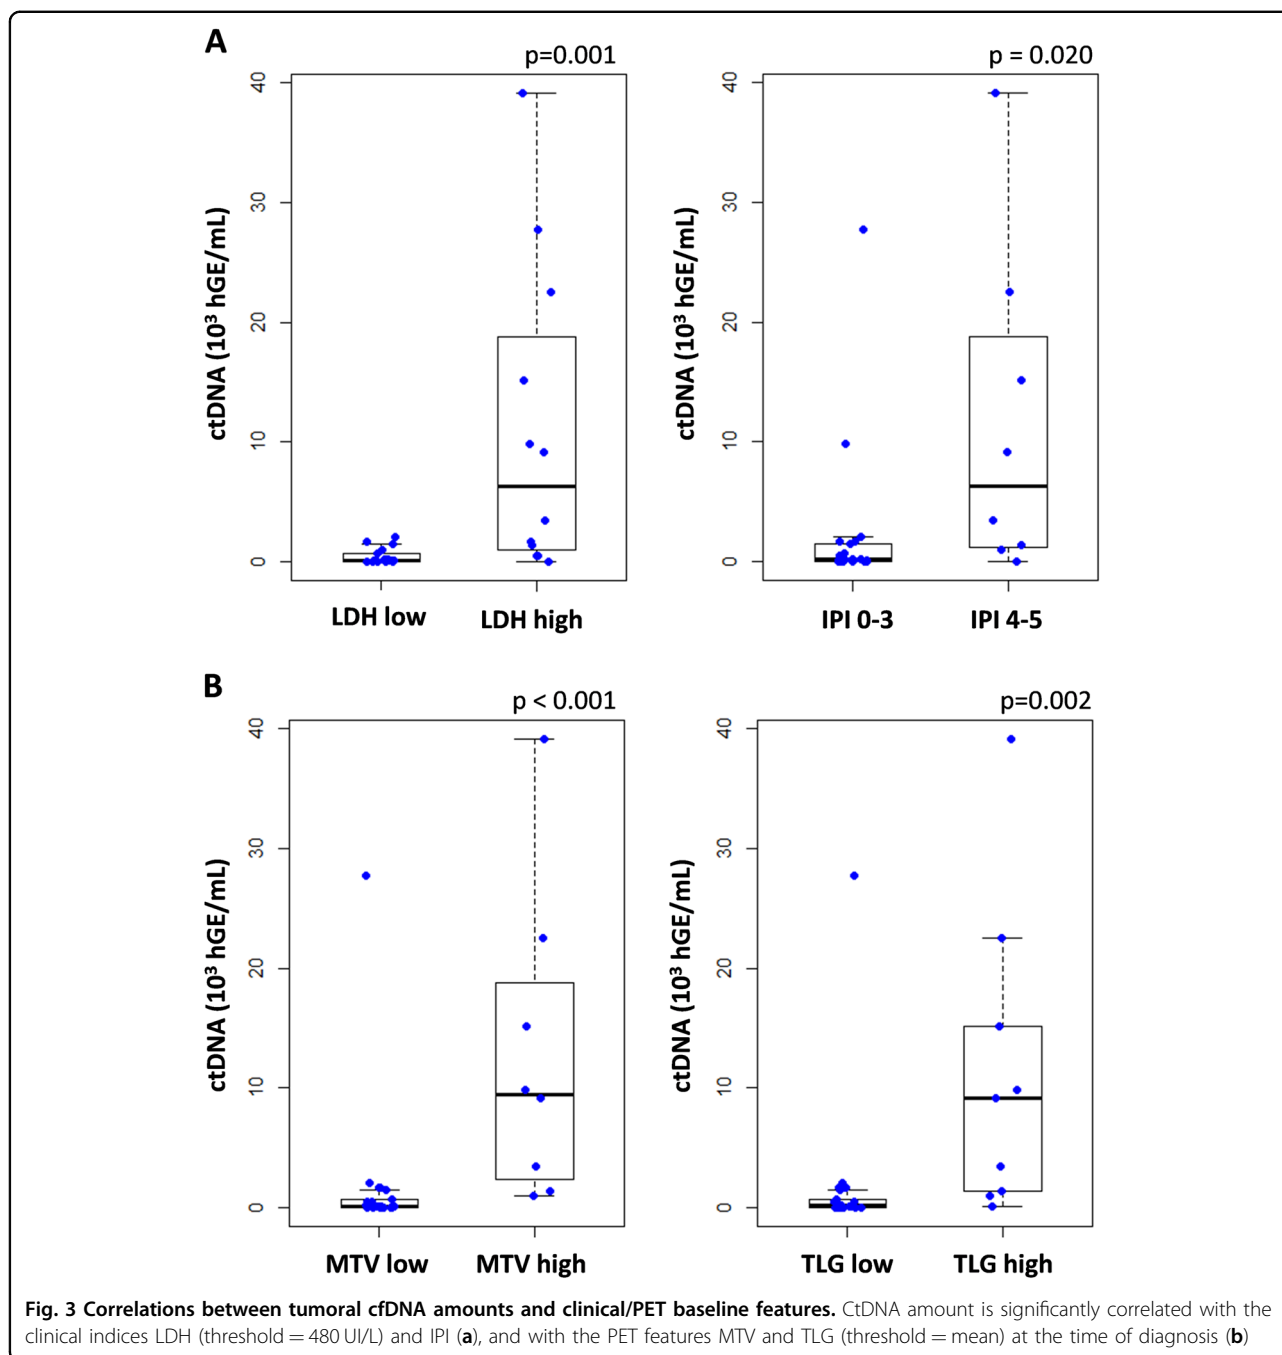 A
p=0.001
p = 0.020
ctDNA (10³ hGE/mL)
40
30
20
10
0
LDH low
LDH high
ctDNA (10³ hGE/mL)
40
30
20
10
0
IPI 0-3
IPI 4-5
B
p < 0.001
p=0.002
ctDNA (10³ hGE/mL)
40
30
20
10
0
MTV low
MTV high
ctDNA (10³ hGE/mL)
40
30
20
10
0
TLG low
TLG high
Fig. 3 Correlations between tumoral cfDNA amounts and clinical/PET baseline features. CtDNA amount is significantly correlated with the
clinical indices LDH (threshold = 480 UI/L) and IPI (a), and with the PET features MTV and TLG (threshold = mean) at the time of diagnosis (b)